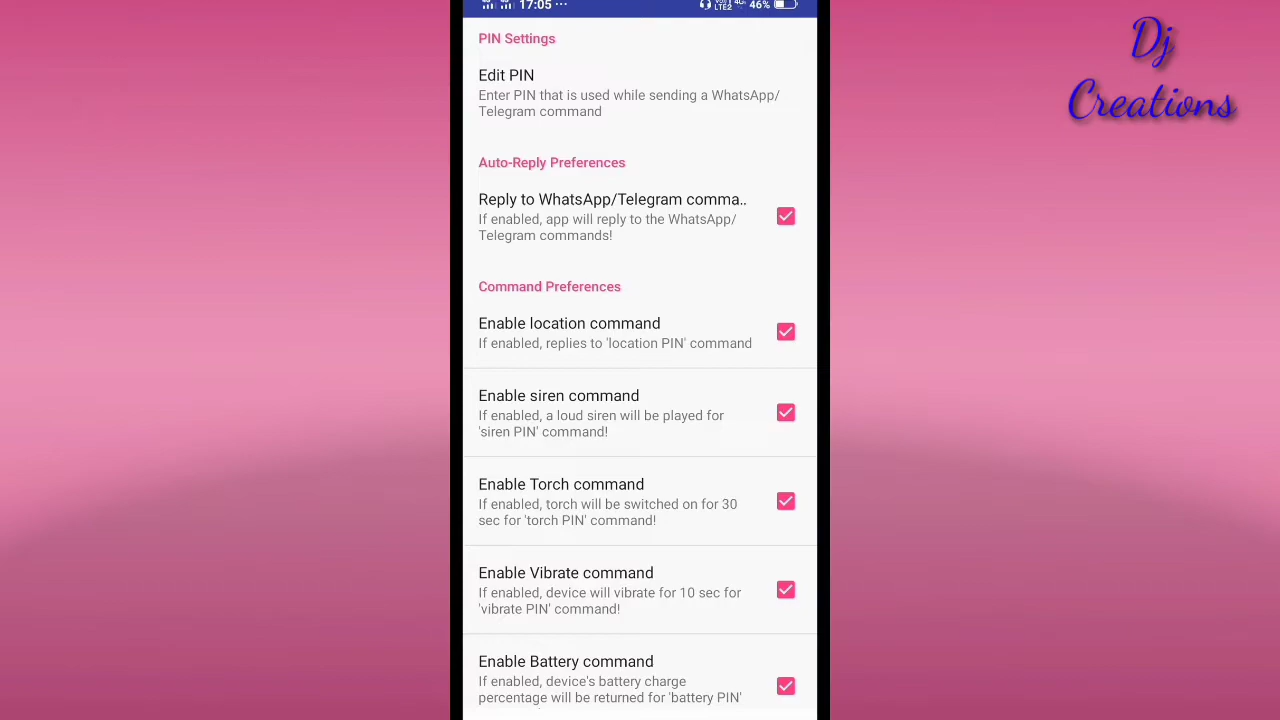 17:05 ···
LTE2 4G 46%
Dj
Creations
PIN Settings
Edit PIN
Enter PIN that is used while sending a WhatsApp/
Telegram command
Auto-Reply Preferences
Reply to WhatsApp/Telegram comma..
If enabled, app will reply to the WhatsApp/
Telegram commands!
Command Preferences
Enable location command
If enabled, replies to 'location PIN' command
Enable siren command
If enabled, a loud siren will be played for
'siren PIN' command!
Enable Torch command
If enabled, torch will be switched on for 30
sec for 'torch PIN' command!
Enable Vibrate command
If enabled, device will vibrate for 10 sec for
'vibrate PIN' command!
Enable Battery command
If enabled, device's battery charge
percentage will be returned for 'battery PIN'